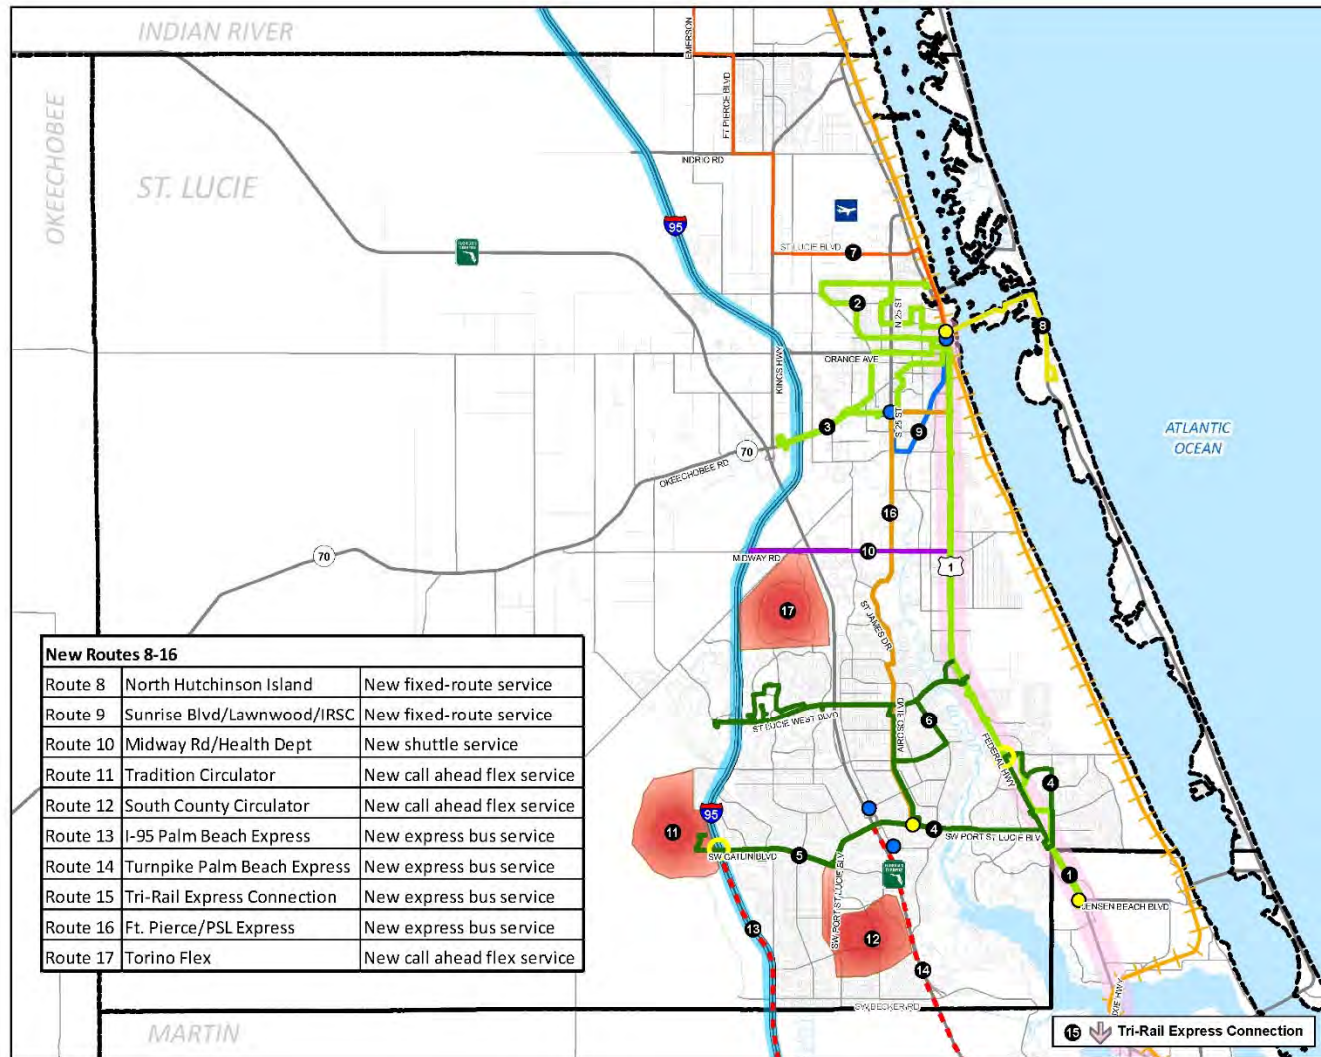 INDIAN RIVER
OKEECHOBEE
ST. LUCIE
EMERSON
FT PIERCE BLVD
INDRIO RD
95
ST LUCIE BLVD
7
2
N 25 ST
8
ORANGE AVE
KINGS HWY
3
S 25 ST
9
ATLANTIC
OCEAN
70
OKEECHOBEE RD
16
70
MIDWAY RD
10
1
17
ST JAMES DR
New Routes 8-16
Route 8 North Hutchinson Island New fixed-route service
Route 9 Sunrise Blvd/Lawnwood/IRSC New fixed-route service
Route 10 Midway Rd/Health Dept New shuttle service
Route 11 Tradition Circulator New call ahead flex service
Route 12 South County Circulator New call ahead flex service
Route 13 I-95 Palm Beach Express New express bus service
Route 14 Turnpike Palm Beach Express New express bus service
Route 15 Tri-Rail Express Connection New express bus service
Route 16 Ft. Pierce/PSL Express New express bus service
Route 17 Torino Flex New call ahead flex service
ST LUCIE WEST BLVD
AIROSO BLVD
6
FEDERAL HWY
4
95
11
SW GATLIN BLVD
5
4
SW PORT ST LUCIE BLV
SW PORT ST LUCIE BLV
1
JENSEN BEACH BLVD
13
12
14
SW BECKER RD
DIXIE HWY
MARTIN
15 Tri-Rail Express Connection